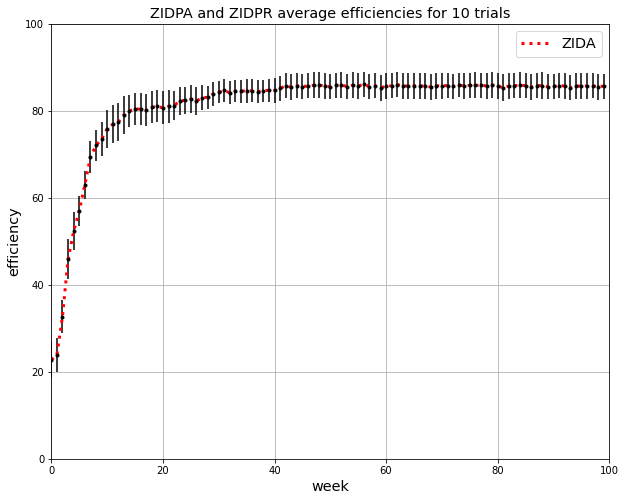 ZIDPA and ZIDPR average efficiencies for 10 trials
ZIDA
100
80
60
40
20
0
efficiency
0 20 40 60 80 100
week